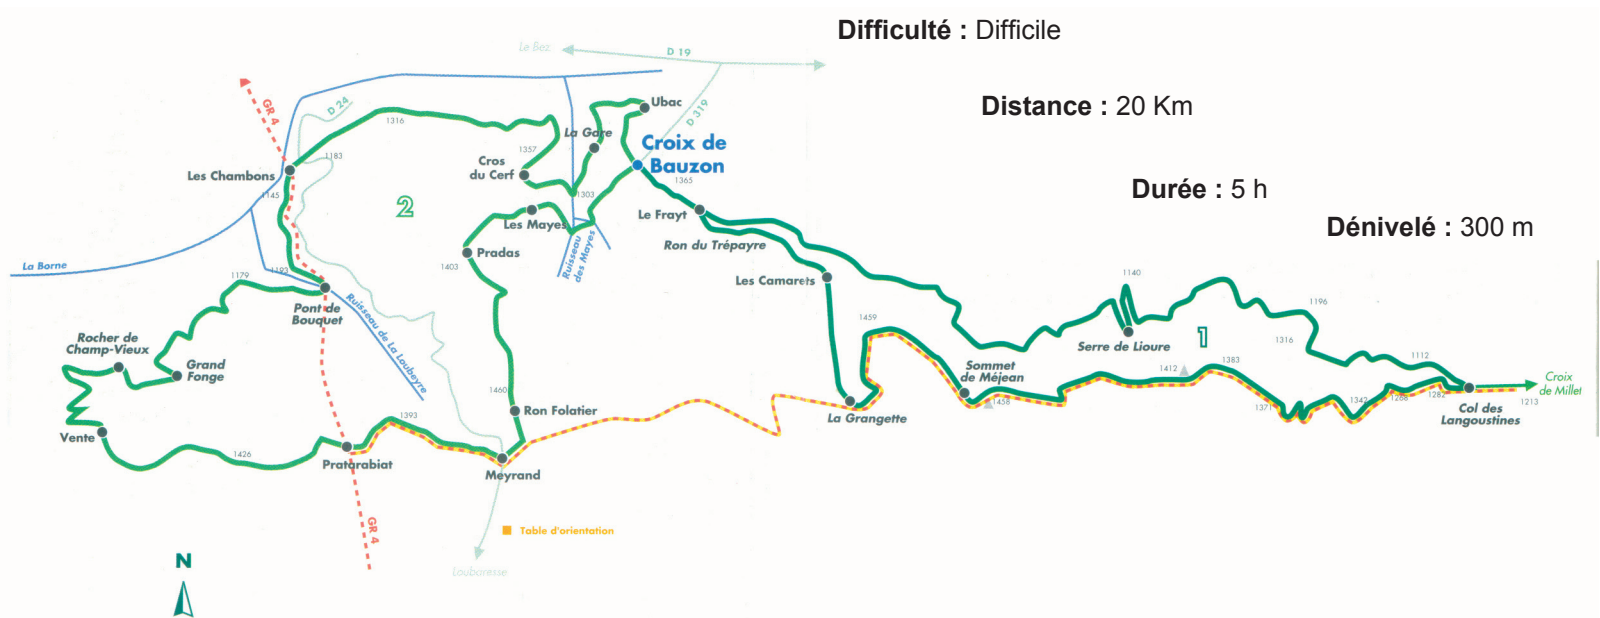 Difficulté : Difficile
Le Bez
D 19
Distance : 20 Km
GR 4
D 24
Ubac
D 319
1316
La Gare
Croix de
Bauzon
1357
1183
Cros
du Cerf
Les Chambons
1365
Durée : 5 h
1145
1303
2
Les Mayes
Le Frayt
Dénivelé : 300 m
Ron du Trépayre
Ruisseau
des Mayes
Pradas
1403
La Borne
1193
1179
Les Camarets
1140
Pont de
Bouquet
Ruisseau de La Loubeyre
1196
1459
1
1316
Rocher de
Champ-Vieux
Serre de Lioure
Grand
Fonge
Sommet
de Méjean
1412
1383
1112
Croix
de Millet
1460
1458
1371
1342
1268
1282
1213
Ron Folatier
1393
La Grangette
Col des
Langoustines
Vente
1426
Pratarabiat
Meyrand
GR 4
Table d'orientation
Loubaresse
N